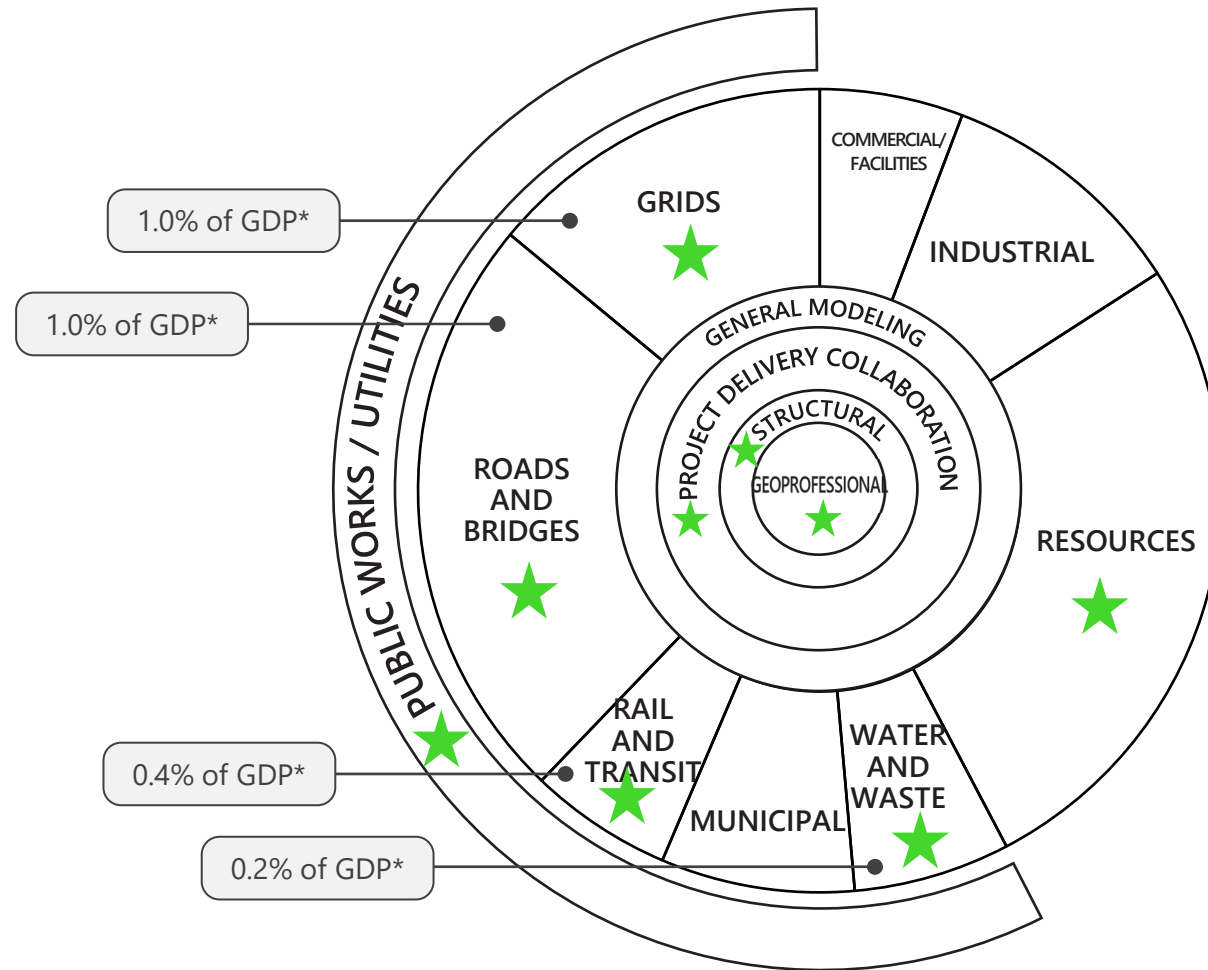 COMMERCIAL/
FACILITIES
GRIDS
1.0% of GDP*
INDUSTRIAL
1.0% of GDP*
PUBLIC WORKS / UTILITIES
GENERAL MODELING
PROJECT DELIVERY COLLABORATION
STRUCTURAL
GEOPROFESSIONAL
ROADS
AND
BRIDGES
RESOURCES
RAIL
AND
TRANSIT
WATER
AND
WASTE
0.4% of GDP*
MUNICIPAL
0.2% of GDP*